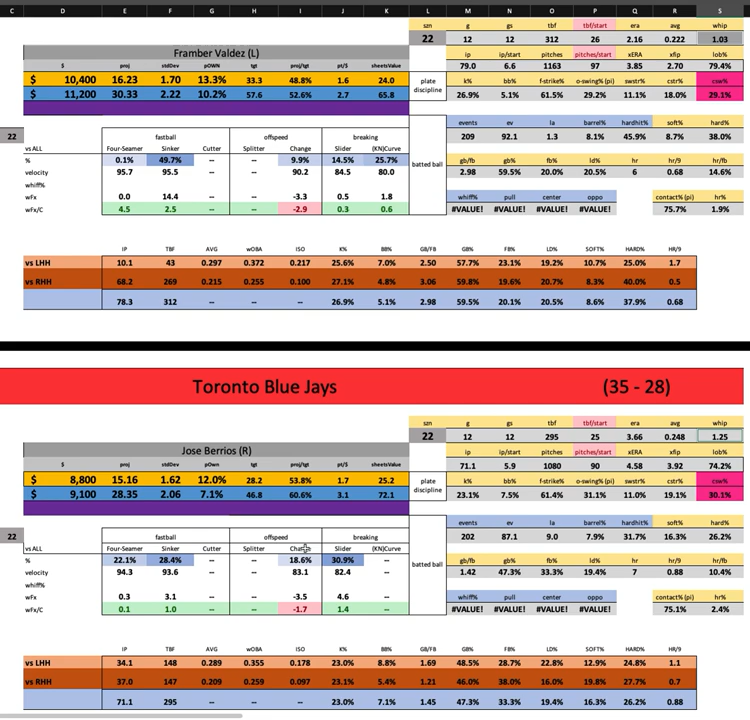 C D E F G H I J K L M N O P Q R S
szn g gs tbf tbf/start era avg whip
22 12 12 312 26 2.16 0.222 1.03
ip ip/start pitches pitches/start xERA xfip lob%
79.0 6.6 1163 97 3.85 2.70 79.4%
Framber Valdez (L)
$ proj stdDev pOWN tgt proj/tgt pt/$ sheetsValue
$ 10,400 16.23 1.70 13.3% 33.3 48.8% 1.6 24.0
$ 11,200 30.33 2.22 10.2% 57.6 52.6% 2.7 65.8
plate discipline
k% bb% f-strike% o-swing% (pi) swstr% cstr% csw%
26.9% 5.1% 61.5% 29.2% 11.1% 18.0% 29.1%
events ev la barrel% hardhit% soft% hard%
209 92.1 1.3 8.1% 45.9% 8.7% 38.0%
22 fastball offspeed breaking
vs ALL Four-Seamer Sinker Cutter Splitter Change Slider (KN)Curve
% 0.1% 49.7% -- -- 9.9% 14.5% 25.7%
velocity 95.7 95.5 -- -- 90.2 84.5 80.0
whiff%
wFx 0.0 14.4 -- -- -3.3 0.5 1.8
wFx/C 4.5 2.5 -- -- -2.9 0.3 0.6
batted ball
gb/fb gb% fb% ld% hr hr/9 hr/fb
2.98 59.5% 20.0% 20.5% 6 0.68 14.6%
whiff% pull center oppo contact% (pi) hr%
#VALUE! #VALUE! #VALUE! #VALUE! 75.7% 1.9%
IP TBF AVG wOBA ISO K% BB% GB/FB GB% FB% LD% SOFT% HARD% HR/9
vs LHH 10.1 43 0.297 0.372 0.217 25.6% 7.0% 2.50 57.7% 23.1% 19.2% 10.7% 25.0% 1.7
vs RHH 68.2 269 0.215 0.255 0.100 27.1% 4.8% 3.06 59.8% 19.6% 20.7% 8.3% 40.0% 0.5
78.3 312 -- -- -- 26.9% 5.1% 2.98 59.5% 20.1% 20.5% 8.6% 37.9% 0.68
Toronto Blue Jays (35 - 28)
szn g gs tbf tbf/start era avg whip
22 12 12 295 25 3.66 0.248 1.25
ip ip/start pitches pitches/start xERA xfip lob%
71.1 5.9 1080 90 4.58 3.92 74.2%
Jose Berrios (R)
$ proj stdDev pOwn tgt proj/tgt pt/$ sheetsValue
$ 8,800 15.16 1.62 12.0% 28.2 53.8% 1.7 25.2
$ 9,100 28.35 2.06 7.1% 46.8 60.6% 3.1 72.1
plate discipline
k% bb% f-strike% o-swing% (pi) swstr% cstr% csw%
23.1% 7.5% 61.4% 31.1% 11.0% 19.1% 30.1%
events ev la barrel% hardhit% soft% hard%
202 87.1 9.0 7.9% 31.7% 16.3% 26.2%
22 fastball offspeed breaking
vs ALL Four-Seamer Sinker Cutter Splitter Change Slider (KN)Curve
% 22.1% 28.4% -- -- 18.6% 30.9% --
velocity 94.3 93.6 -- -- 83.1 82.4 --
whiff%
wFx 0.3 3.1 -- -- -3.5 4.6 --
wFx/C 0.1 1.0 -- -- -1.7 1.4 --
batted ball
gb/fb gb% fb% ld% hr hr/9 hr/fb
1.42 47.3% 33.3% 19.4% 7 0.88 10.4%
whiff% pull center oppo contact% (pi) hr%
#VALUE! #VALUE! #VALUE! #VALUE! 75.1% 2.4%
IP TBF AVG wOBA ISO K% BB% GB/FB GB% FB% LD% SOFT% HARD% HR/9
vs LHH 34.1 148 0.289 0.355 0.178 23.0% 8.8% 1.69 48.5% 28.7% 22.8% 12.9% 24.8% 1.1
vs RHH 37.0 147 0.209 0.259 0.097 23.1% 5.4% 1.21 46.0% 38.0% 16.0% 19.8% 27.7% 0.7
71.1 295 -- -- -- 23.0% 7.1% 1.45 47.3% 33.3% 19.4% 16.3% 26.2% 0.88